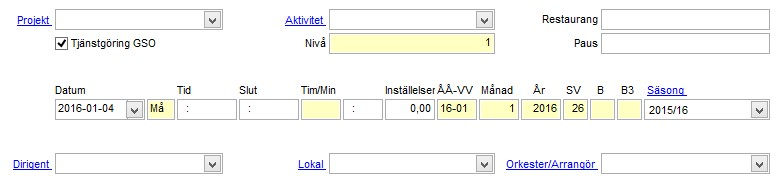 Projekt Aktivitet Restaurang
Tjänstgöring GSO Nivå 1 Paus
Datum Tid Slut Tim/Min Inställelser ÅÅ-VV Månad År SV B B3 Säsong
2016-01-04 Må : : : 0,00 16-01 1 2016 26 2015/16
Dirigent Lokal Orkester/Arrangör